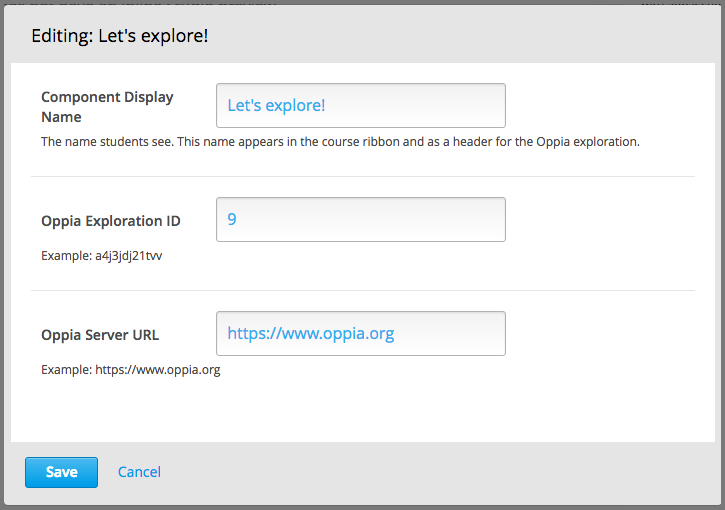 Editing: Let's explore!
Component Display
Name
Let's explore!
The name students see. This name appears in the course ribbon and as a header for the Oppia exploration.
Oppia Exploration ID
9
Example: a4j3jdj21tvv
Oppia Server URL
https://www.oppia.org
Example: https://www.oppia.org
Save
Cancel